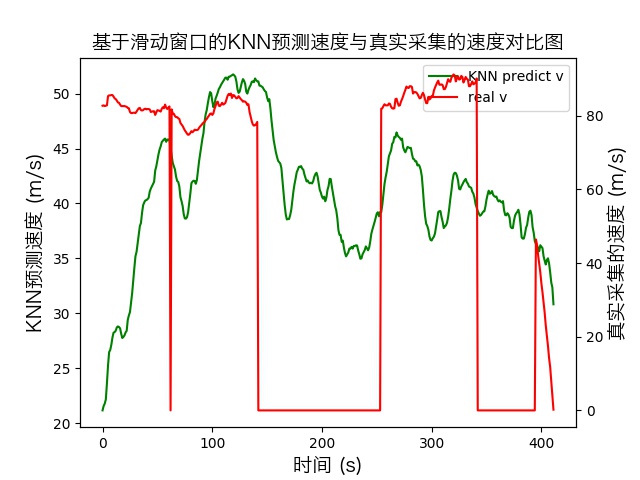 基于滑动窗口的KNN预测速度与真实采集的速度对比图
KNN predict v
real v
KNN预测速度 (m/s)
50
45
40
35
30
25
20
80
60
40
20
0
真实采集的速度 (m/s)
0 100 200 300 400
时间 (s)